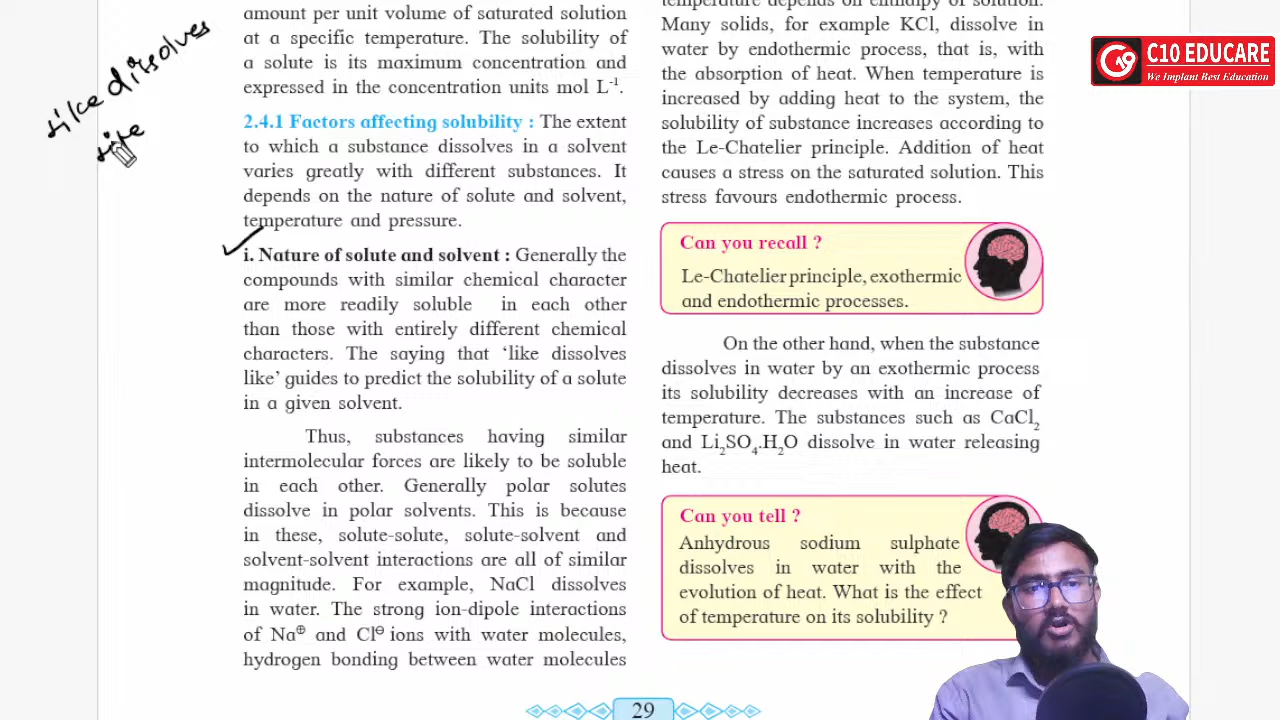 like dissolves
like
amount per unit volume of saturated solution
at a specific temperature. The solubility of
a solute is its maximum concentration and
expressed in the concentration units mol L⁻¹.
2.4.1 Factors affecting solubility : The extent
to which a substance dissolves in a solvent
varies greatly with different substances. It
depends on the nature of solute and solvent,
temperature and pressure.
i. Nature of solute and solvent : Generally the
compounds with similar chemical character
are more readily soluble in each other
than those with entirely different chemical
characters. The saying that ‘like dissolves
like’ guides to predict the solubility of a solute
in a given solvent.
Thus, substances having similar
intermolecular forces are likely to be soluble
in each other. Generally polar solutes
dissolve in polar solvents. This is because
in these, solute-solute, solute-solvent and
solvent-solvent interactions are all of similar
magnitude. For example, NaCl dissolves
in water. The strong ion-dipole interactions
of Na⊕ and Cl⊖ ions with water molecules,
hydrogen bonding between water molecules
temperature depends on enthalpy of solution.
Many solids, for example KCl, dissolve in
water by endothermic process, that is, with
the absorption of heat. When temperature is
increased by adding heat to the system, the
solubility of substance increases according to
the Le-Chatelier principle. Addition of heat
causes a stress on the saturated solution. This
stress favours endothermic process.
Can you recall ?
Le-Chatelier principle, exothermic
and endothermic processes.
On the other hand, when the substance
dissolves in water by an exothermic process
its solubility decreases with an increase of
temperature. The substances such as CaCl₂
and Li₂SO₄.H₂O dissolve in water releasing
heat.
Can you tell ?
Anhydrous sodium sulphate
dissolves in water with the
evolution of heat. What is the effect
of temperature on its solubility ?
29
C10 EDUCARE
We Implant Best Education